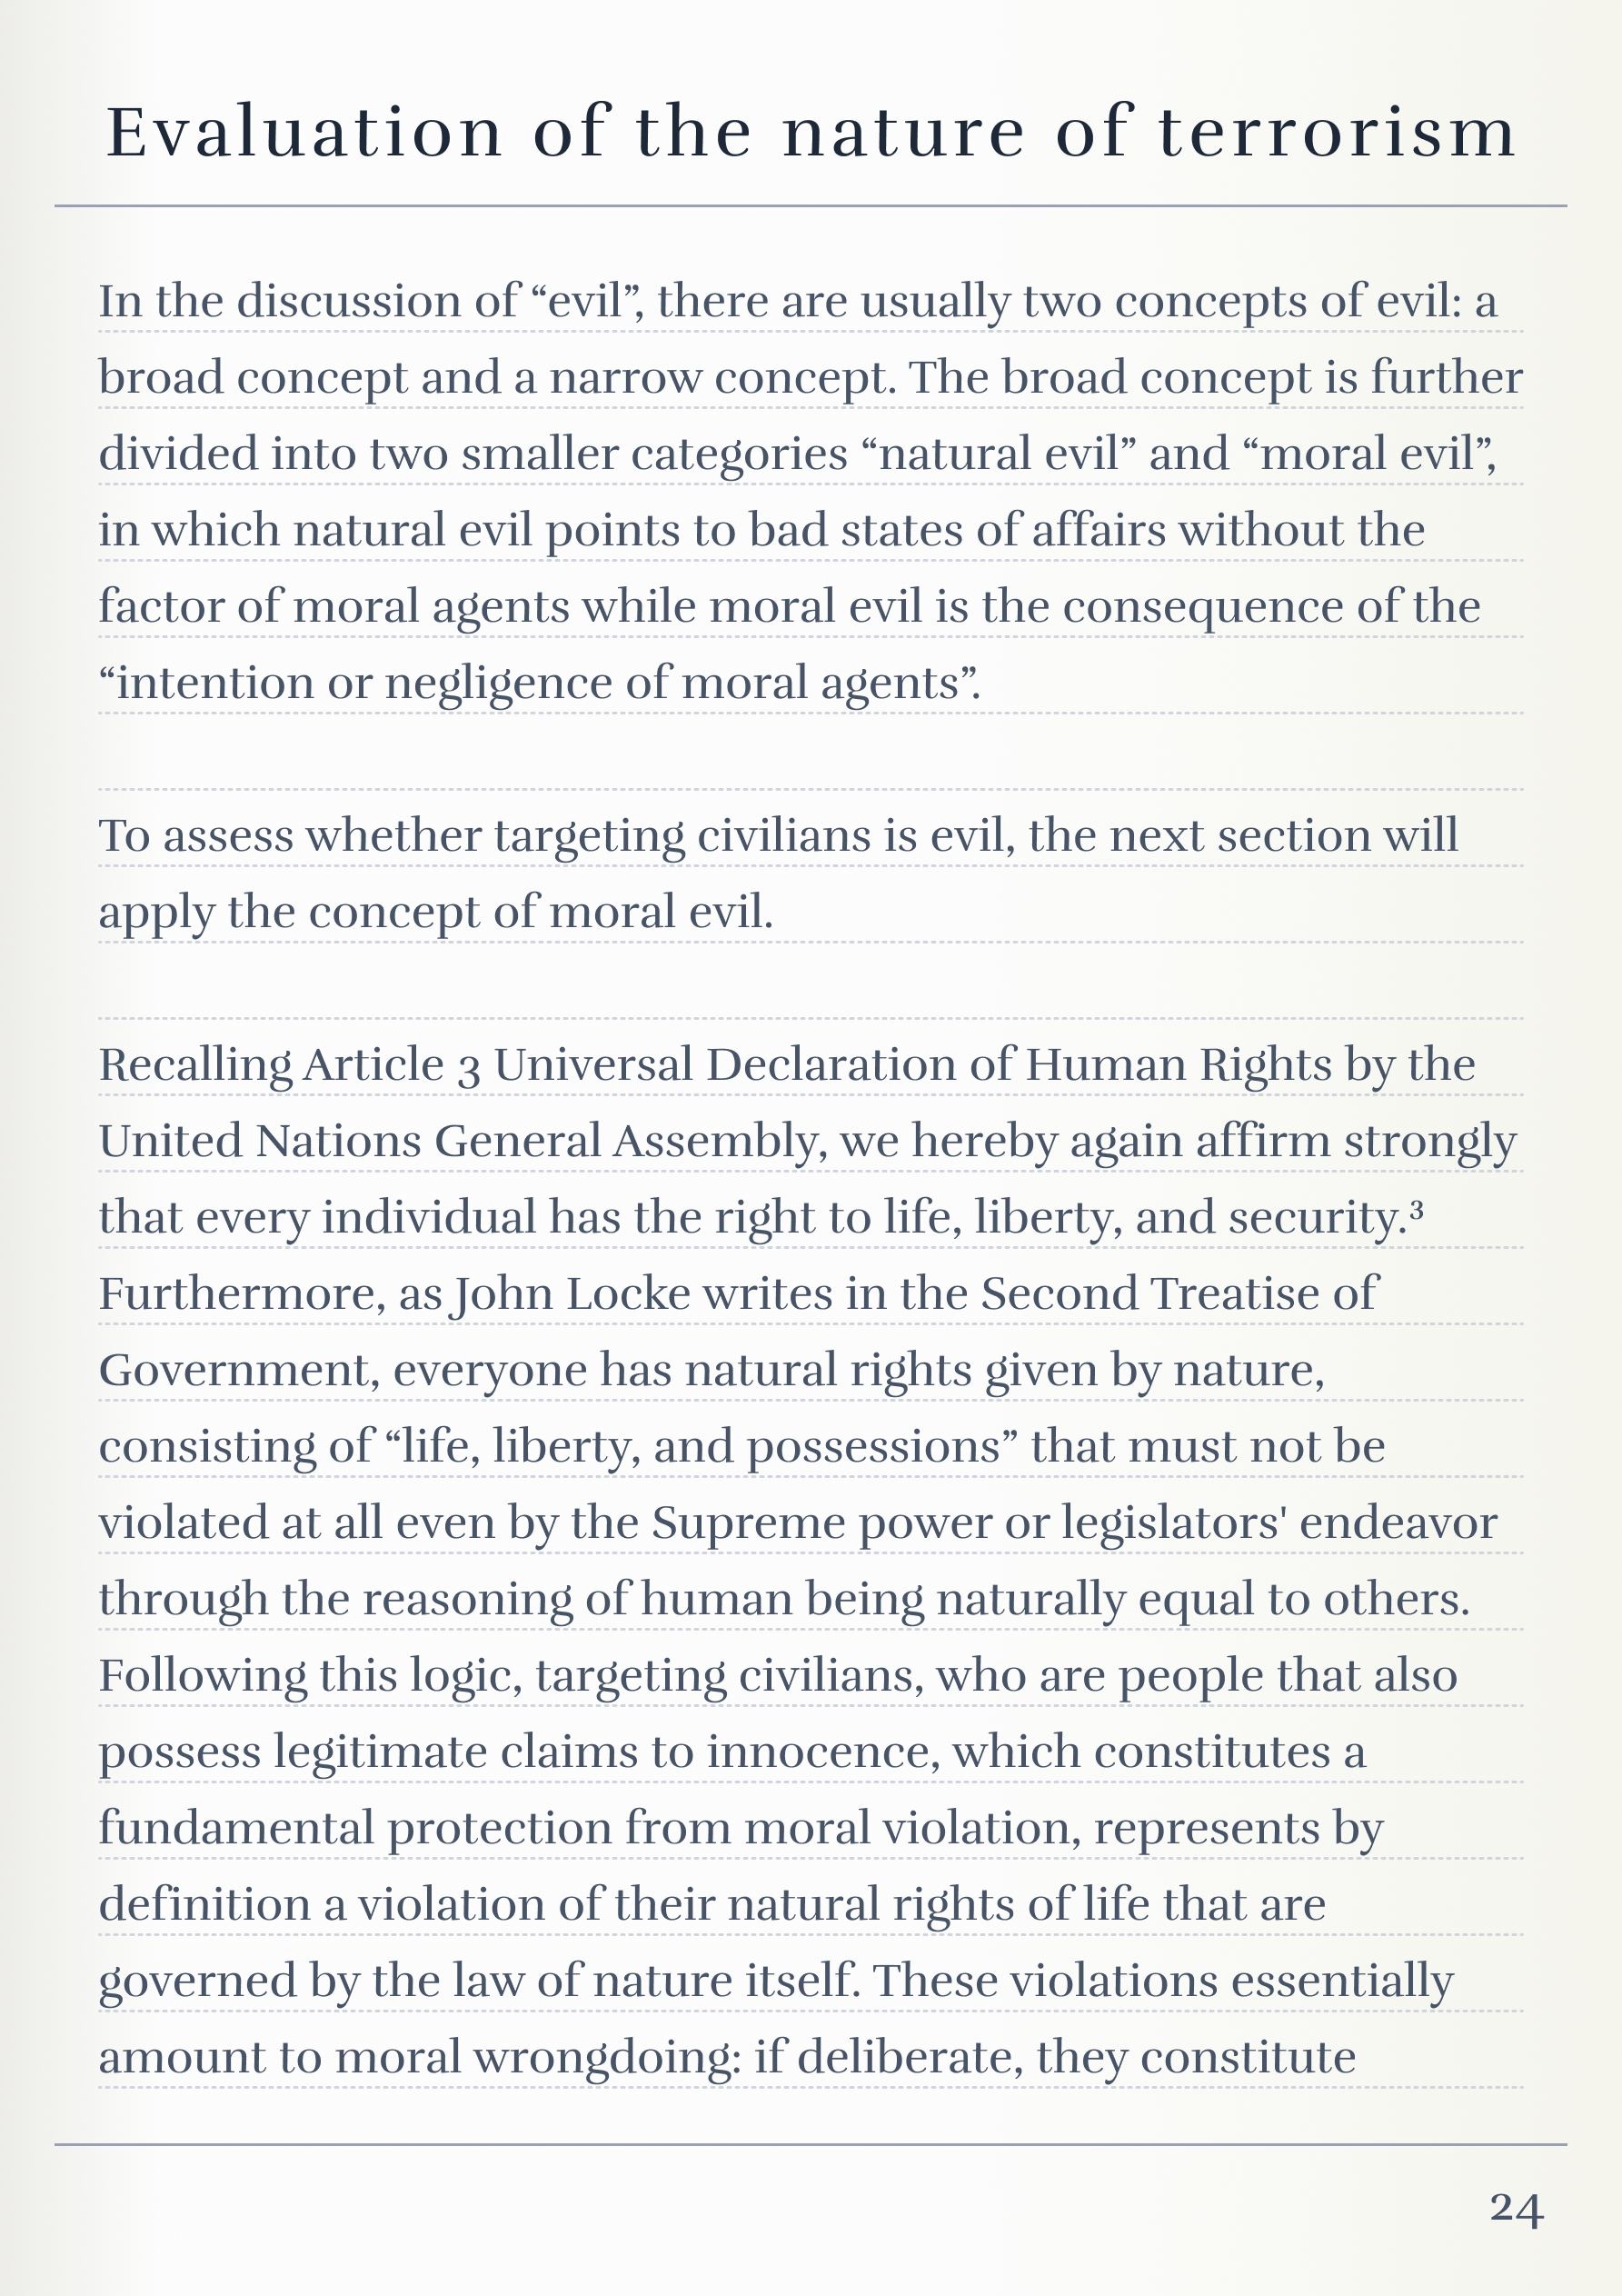 Evaluation of the nature of terrorism
In the discussion of “evil”, there are usually two concepts of evil: a
broad concept and a narrow concept. The broad concept is further
divided into two smaller categories “natural evil” and “moral evil”,
in which natural evil points to bad states of affairs without the
factor of moral agents while moral evil is the consequence of the
“intention or negligence of moral agents”.
To assess whether targeting civilians is evil, the next section will
apply the concept of moral evil.
Recalling Article 3 Universal Declaration of Human Rights by the
United Nations General Assembly, we hereby again affirm strongly
that every individual has the right to life, liberty, and security.³
Furthermore, as John Locke writes in the Second Treatise of
Government, everyone has natural rights given by nature,
consisting of “life, liberty, and possessions” that must not be
violated at all even by the Supreme power or legislators' endeavor
through the reasoning of human being naturally equal to others.
Following this logic, targeting civilians, who are people that also
possess legitimate claims to innocence, which constitutes a
fundamental protection from moral violation, represents by
definition a violation of their natural rights of life that are
governed by the law of nature itself. These violations essentially
amount to moral wrongdoing: if deliberate, they constitute
24